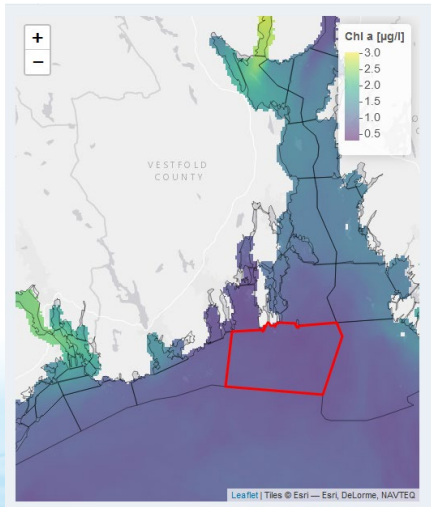 +
−
Chl a [µg/l]
3.0
2.5
2.0
1.5
1.0
0.5
VESTFOLD
COUNTY
Leaflet | Tiles © Esri — Esri, DeLorme, NAVTEQ